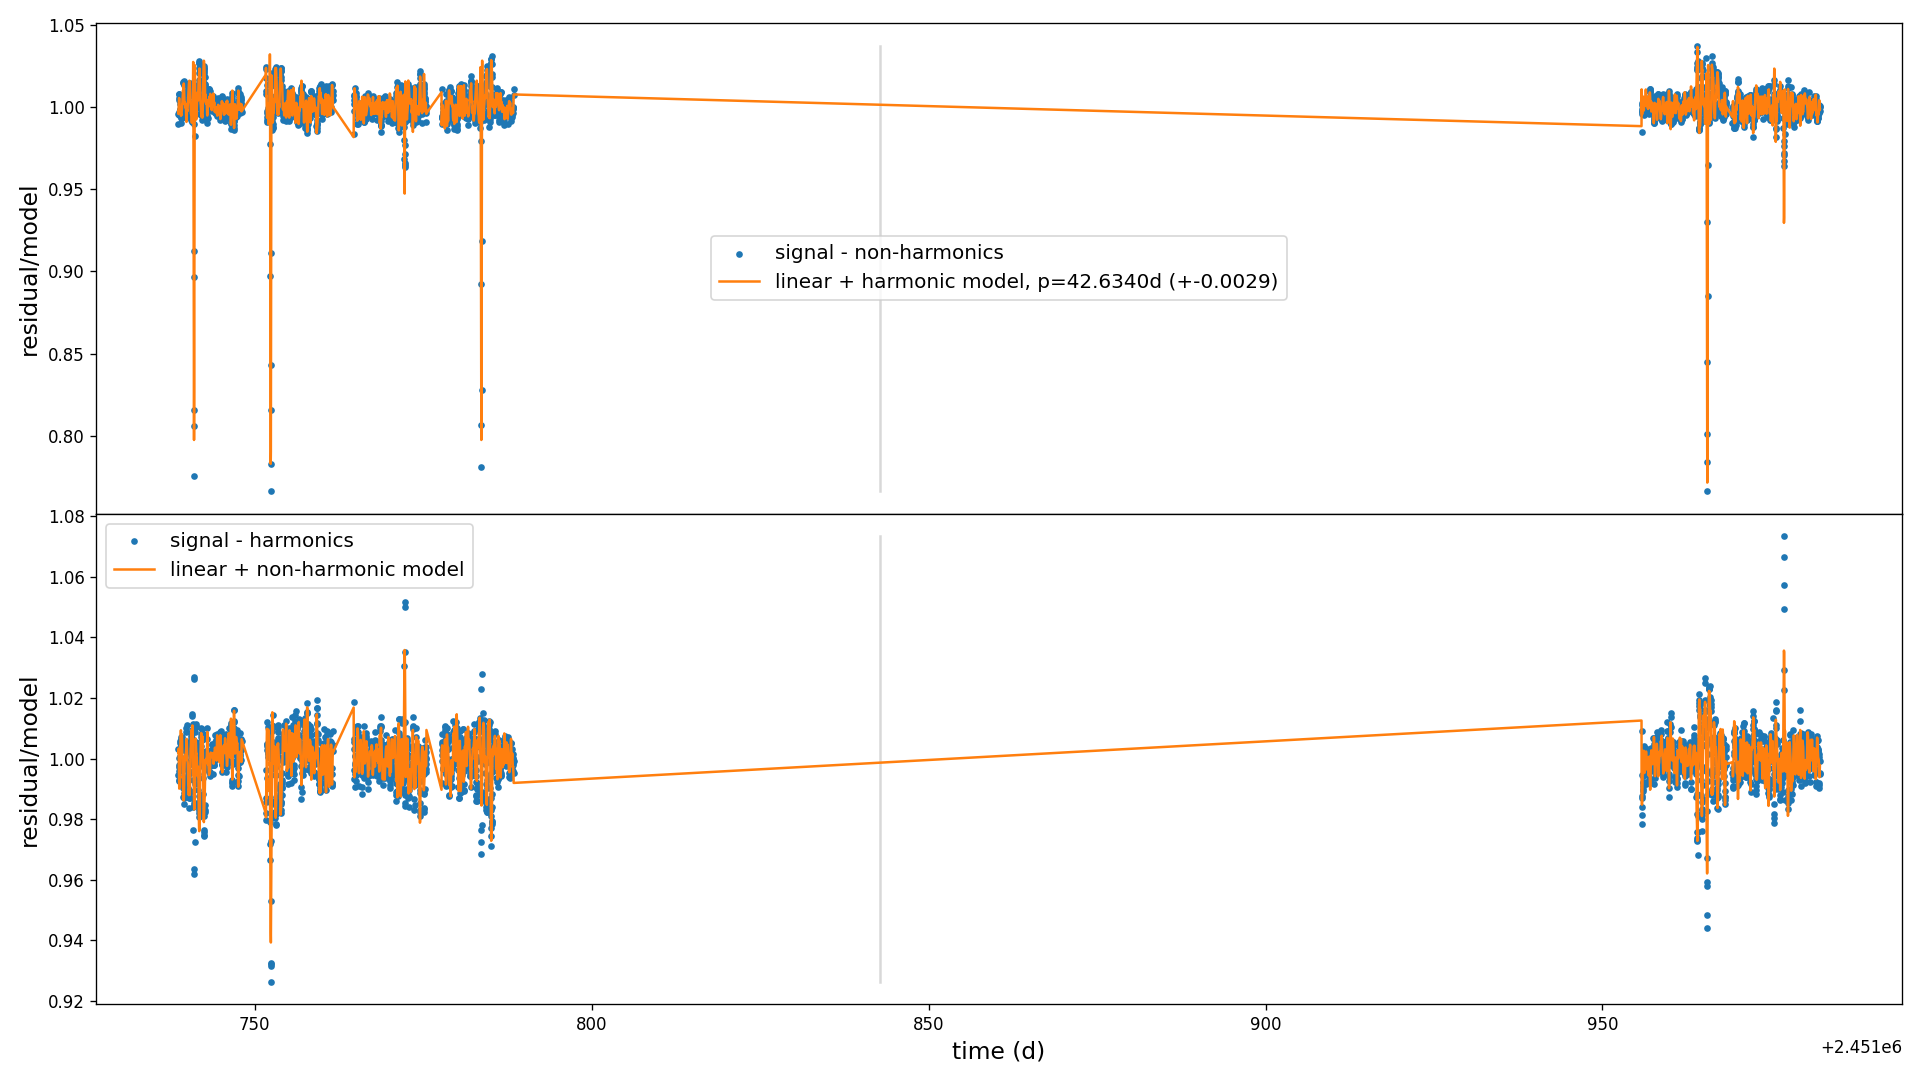 1.05
1.00
0.95
0.90
0.85
0.80
residual/model
signal - non-harmonics
linear + harmonic model, p=42.6340d (+-0.0029)
1.08
1.06
1.04
1.02
1.00
0.98
0.96
0.94
0.92
residual/model
signal - harmonics
linear + non-harmonic model
750 800 850 900 950
time (d)
+2.451e6